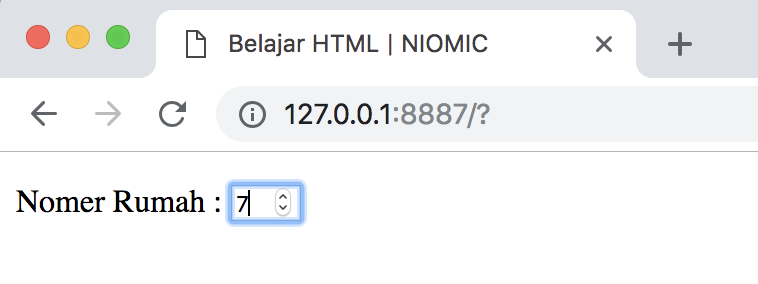 Belajar HTML | NIOMIC
127.0.0.1:8887/?
Nomer Rumah : 7